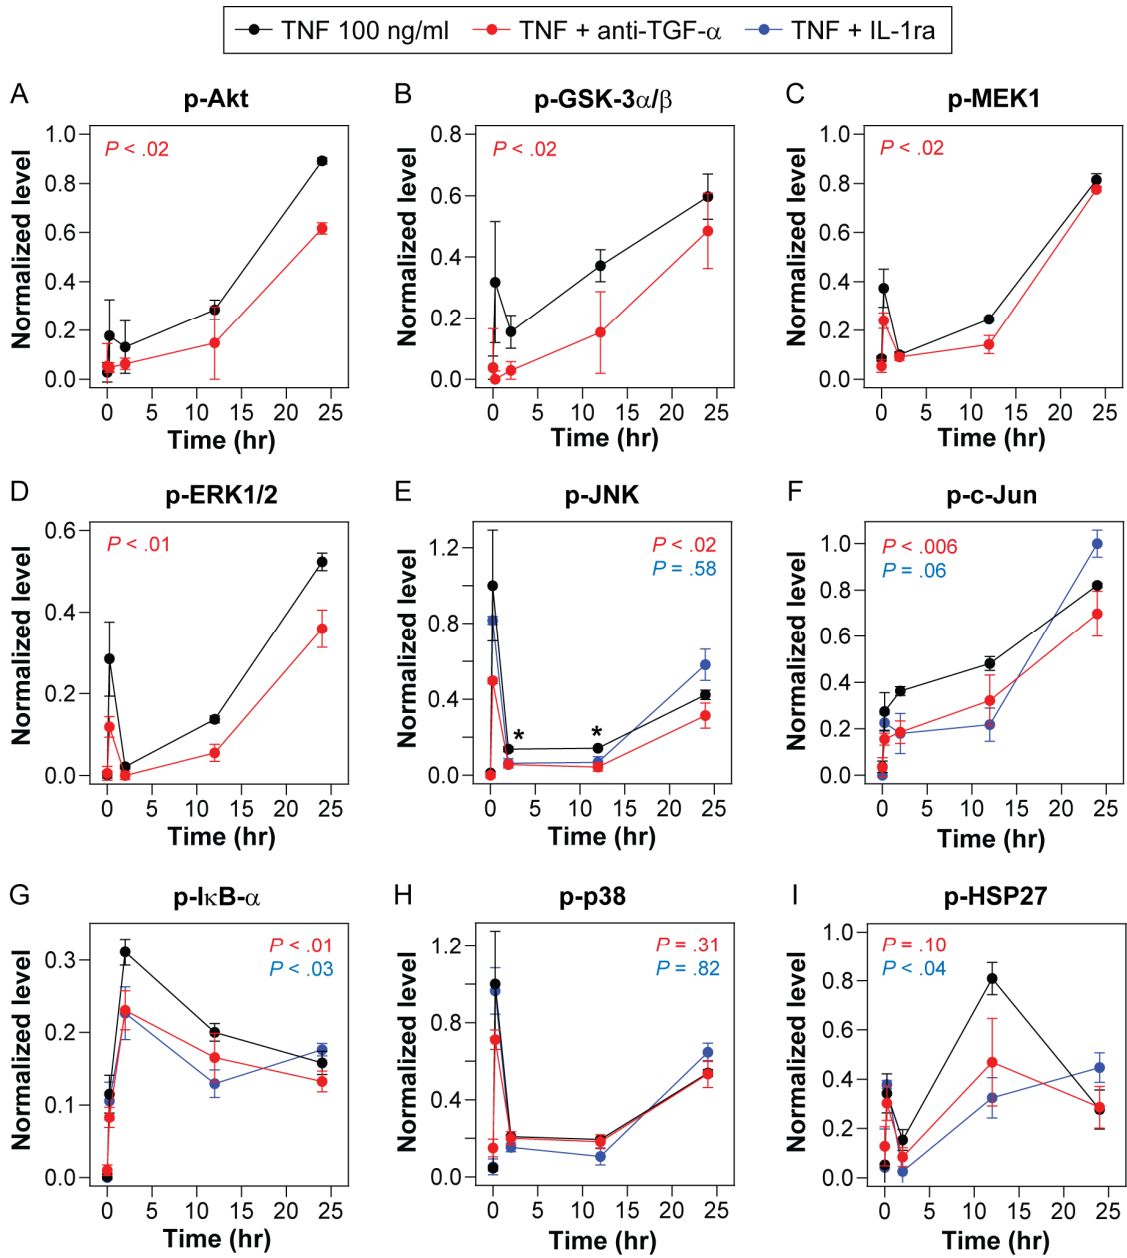 TNF 100 ng/ml TNF + anti-TGF-α TNF + IL-1ra
A p-Akt
P < .02
Normalized level
1.0
0.8
0.6
0.4
0.2
0.0
0 5 10 15 20 25
Time (hr)
B p-GSK-3α/β
P < .02
Normalized level
0.8
0.6
0.4
0.2
0.0
0 5 10 15 20 25
Time (hr)
C p-MEK1
P < .02
Normalized level
1.0
0.8
0.6
0.4
0.2
0.0
0 5 10 15 20 25
Time (hr)
D p-ERK1/2
P < .01
Normalized level
0.6
0.4
0.2
0.0
0 5 10 15 20 25
Time (hr)
E p-JNK
P < .02
P = .58
Normalized level
1.2
0.8
0.4
0.0
* *
0 5 10 15 20 25
Time (hr)
F p-c-Jun
P < .006
P = .06
Normalized level
1.0
0.8
0.6
0.4
0.2
0.0
0 5 10 15 20 25
Time (hr)
G p-IκB-α
P < .01
P < .03
Normalized level
0.3
0.2
0.1
0.0
0 5 10 15 20 25
Time (hr)
H p-p38
P = .31
P = .82
Normalized level
1.2
0.8
0.4
0.0
0 5 10 15 20 25
Time (hr)
I p-HSP27
P = .10
P < .04
Normalized level
1.0
0.8
0.6
0.4
0.2
0.0
0 5 10 15 20 25
Time (hr)